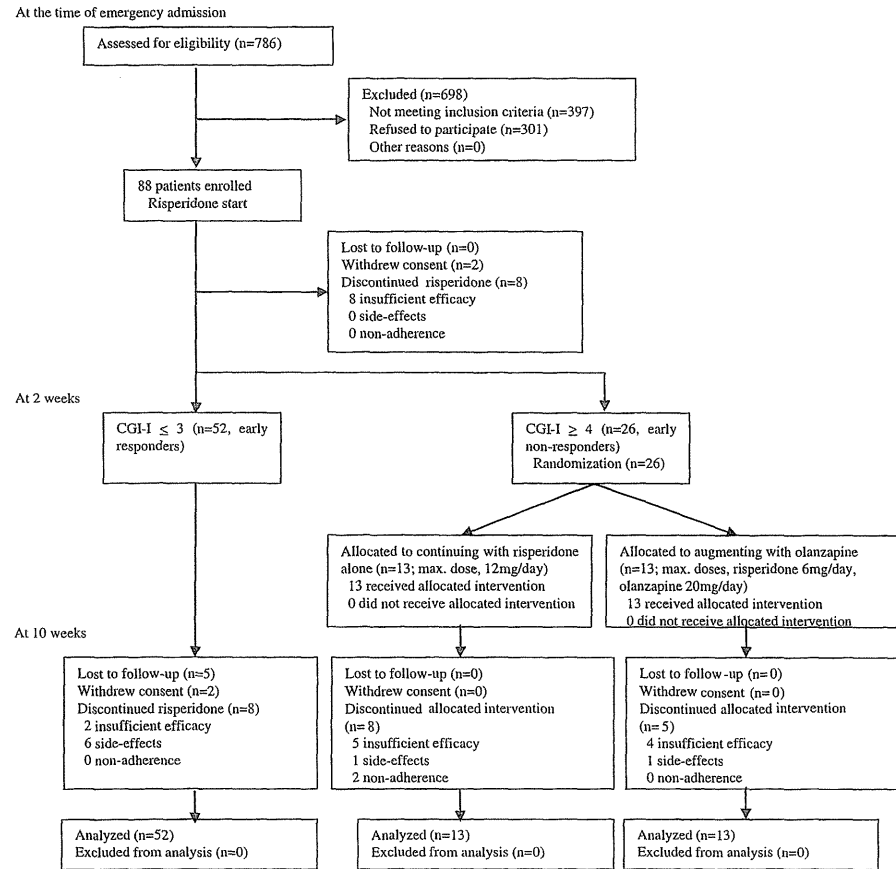 At the time of emergency admission
Assessed for eligibility (n=786)
Excluded (n=698)
Not meeting inclusion criteria (n=397)
Refused to participate (n=301)
Other reasons (n=0)
88 patients enrolled
Risperidone start
Lost to follow-up (n=0)
Withdrew consent (n=2)
Discontinued risperidone (n=8)
8 insufficient efficacy
0 side-effects
0 non-adherence
At 2 weeks
CGI-I ≤ 3 (n=52, early
responders)
CGI-I ≥ 4 (n=26, early
non-responders)
Randomization (n=26)
Allocated to continuing with risperidone
alone (n=13; max. dose, 12mg/day)
13 received allocated intervention
0 did not receive allocated intervention
Allocated to augmenting with olanzapine
(n=13; max. doses, risperidone 6mg/day,
olanzapine 20mg/day)
13 received allocated intervention
0 did not receive allocated intervention
At 10 weeks
Lost to follow-up (n=5)
Withdrew consent (n=2)
Discontinued risperidone (n=8)
2 insufficient efficacy
6 side-effects
0 non-adherence
Lost to follow-up (n=0)
Withdrew consent (n=0)
Discontinued allocated intervention
(n=8)
5 insufficient efficacy
1 side-effects
2 non-adherence
Lost to follow-up (n=0)
Withdrew consent (n=0)
Discontinued allocated intervention
(n=5)
4 insufficient efficacy
1 side-effects
0 non-adherence
Analyzed (n=52)
Excluded from analysis (n=0)
Analyzed (n=13)
Excluded from analysis (n=0)
Analyzed (n=13)
Excluded from analysis (n=0)